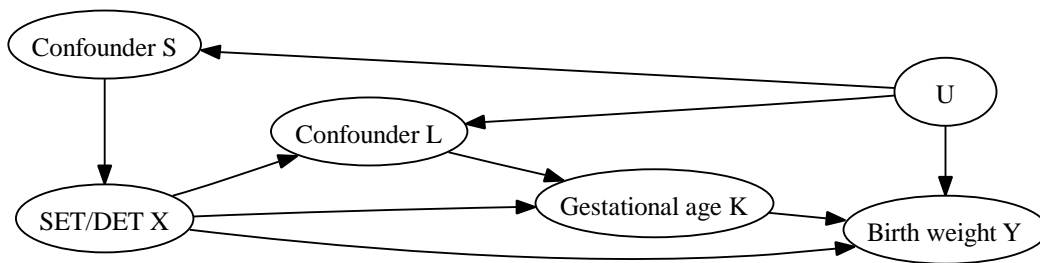 Confounder S
U
Confounder L
Gestational age K
SET/DET X
Birth weight Y